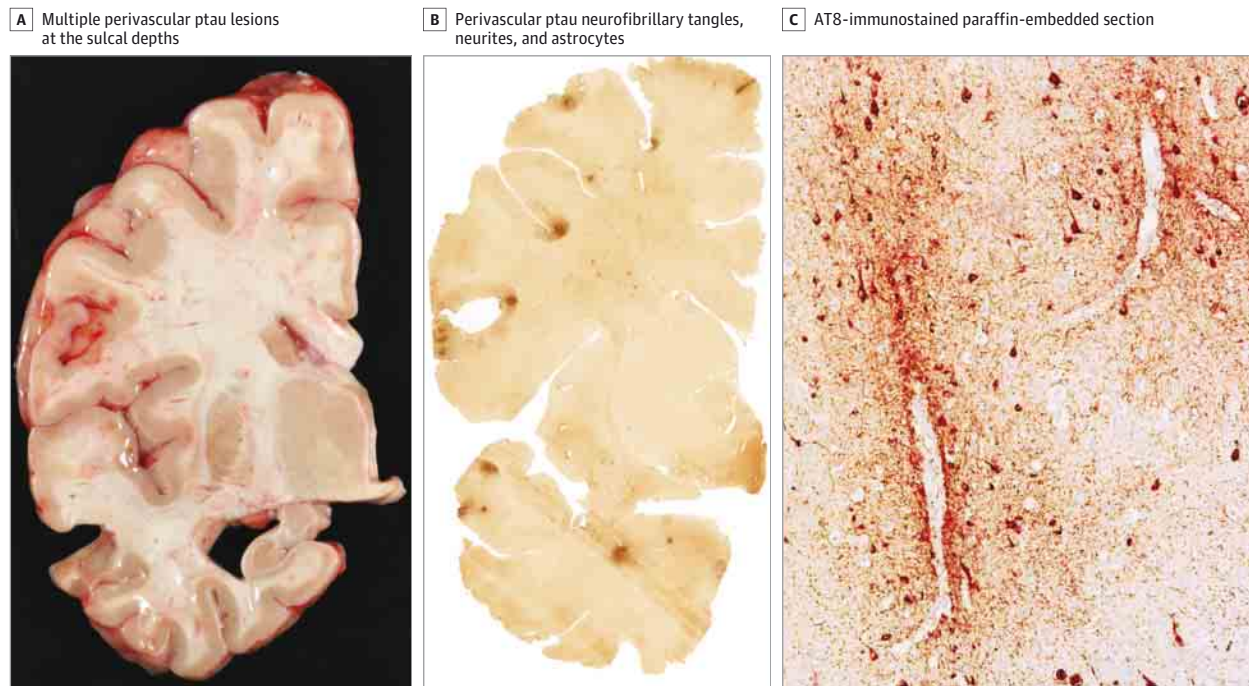 A Multiple perivascular ptau lesions
at the sulcal depths
B Perivascular ptau neurofibrillary tangles,
neurites, and astrocytes
C AT8-immunostained paraffin-embedded section